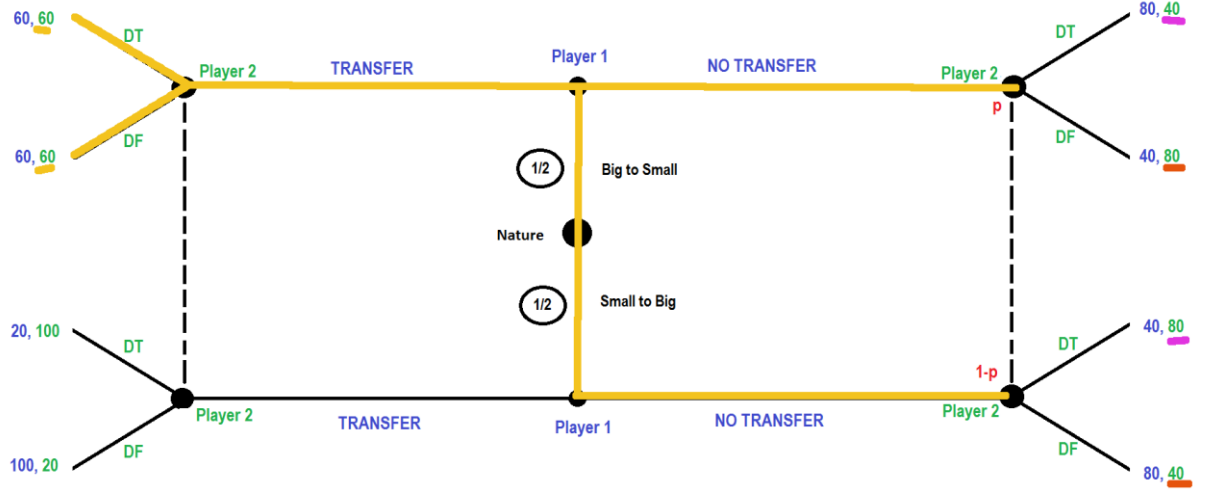 60, 60
DT
Player 2
TRANSFER
Player 1
NO TRANSFER
Player 2
80, 40
DT
p
DF
60, 60
DF
40, 80
1/2
Big to Small
Nature
1/2
Small to Big
20, 100
DT
40, 80
DT
1-p
Player 2
TRANSFER
Player 1
NO TRANSFER
Player 2
DF
100, 20
DF
80, 40